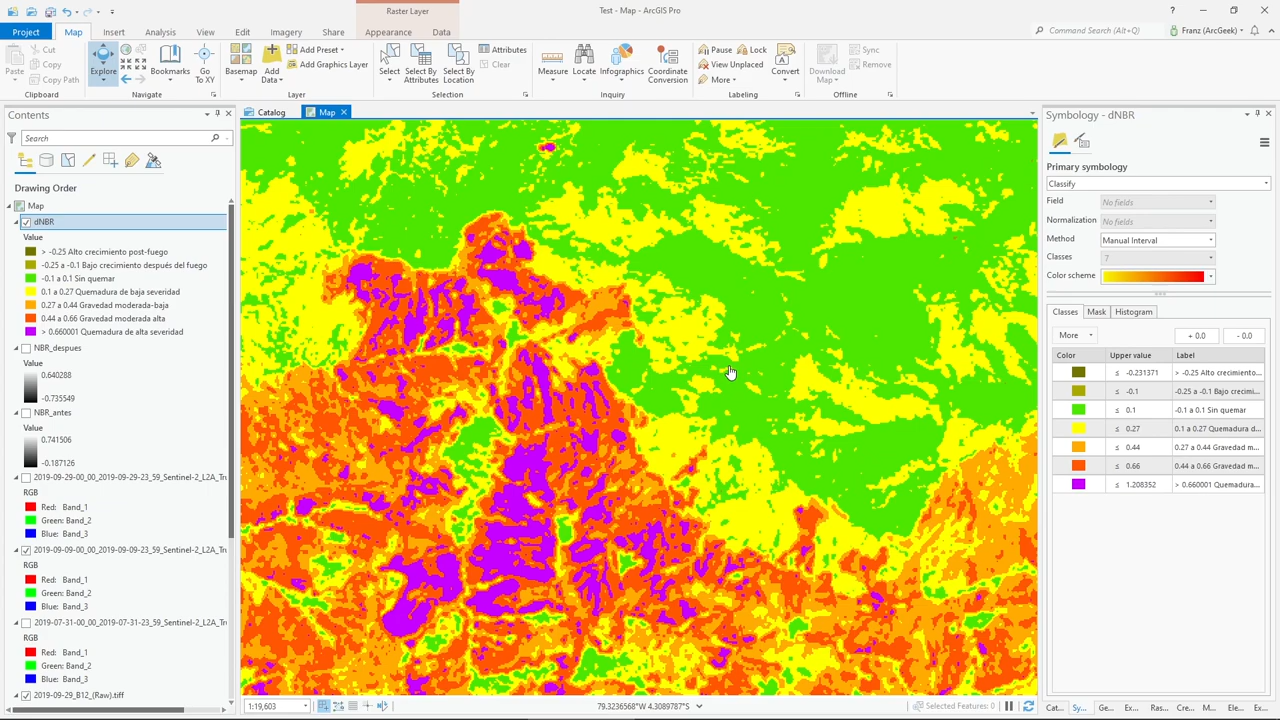 Test - Map - ArcGIS Pro
Raster Layer
Project Map Insert Analysis View Edit Imagery Share Appearance Data
Command Search (Alt+Q)
Franz (ArcGeek)
Paste
Cut
Copy
Copy Path
Clipboard
Explore
Bookmarks
Go To XY
Navigate
Basemap
Add Data
Add Preset
Add Graphics Layer
Layer
Select
Select By Attributes
Select By Location
Attributes
Clear
Selection
Measure
Locate
Infographics
Coordinate Conversion
Inquiry
Pause
Lock
View Unplaced
More
Convert
Labeling
Download Map
Sync
Remove
Offline
Contents
Search
Drawing Order
Map
dNBR
Value
> -0.25 Alto crecimiento post-fuego
-0.25 a -0.1 Bajo crecimiento después del fuego
-0.1 a 0.1 Sin quemar
0.1 a 0.27 Quemadura de baja severidad
0.27 a 0.44 Gravedad moderada-baja
0.44 a 0.66 Gravedad moderada alta
> 0.660001 Quemadura de alta severidad
NBR_despues
Value
0.640288
-0.735549
NBR_antes
Value
0.741506
-0.187126
2019-09-29-00_00_2019-09-29-23_59_Sentinel-2_L2A_Tru
RGB
Red: Band_1
Green: Band_2
Blue: Band_3
2019-09-09-00_00_2019-09-09-23_59_Sentinel-2_L2A_Tru
RGB
Red: Band_1
Green: Band_2
Blue: Band_3
2019-07-31-00_00_2019-07-31-23_59_Sentinel-2_L2A_Tru
RGB
Red: Band_1
Green: Band_2
Blue: Band_3
2019-09-29_B12_(Raw).tiff
Catalog Map
1:19,603
79.3236568°W 4.3089787°S
Selected Features: 0
Symbology - dNBR
Primary symbology
Classify
Field No fields
Normalization No fields
Method Manual Interval
Classes 7
Color scheme
Classes Mask Histogram
More + 0.0 - 0.0
Color Upper value Label
≤ -0.231371 > -0.25 Alto crecimiento...
≤ -0.1 -0.25 a -0.1 Bajo crecimi...
≤ 0.1 -0.1 a 0.1 Sin quemar
≤ 0.27 0.1 a 0.27 Quemadura d...
≤ 0.44 0.27 a 0.44 Gravedad m...
≤ 0.66 0.44 a 0.66 Gravedad m...
≤ 1.208352 > 0.660001 Quemadura...
Cat... Sy... Ge... Ex... Ras... Cre... M... Ele... Ex...